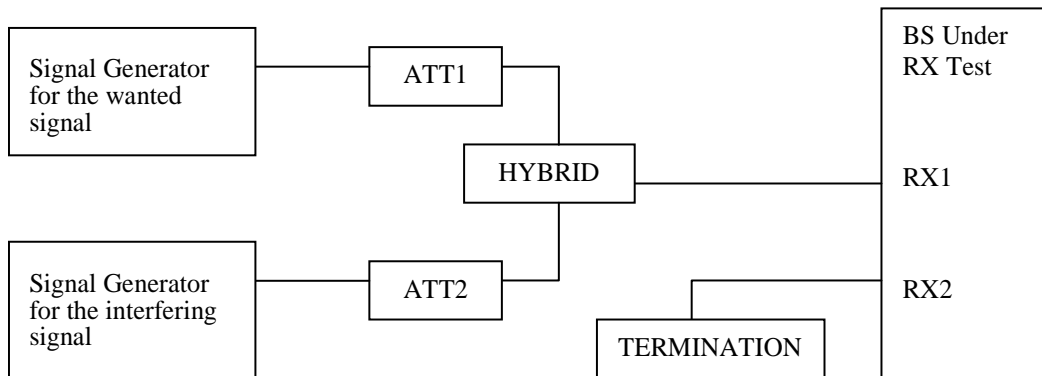 Signal Generator
for the wanted
signal
ATT1
HYBRID
BS Under
RX Test
RX1
Signal Generator
for the interfering
signal
ATT2
RX2
TERMINATION